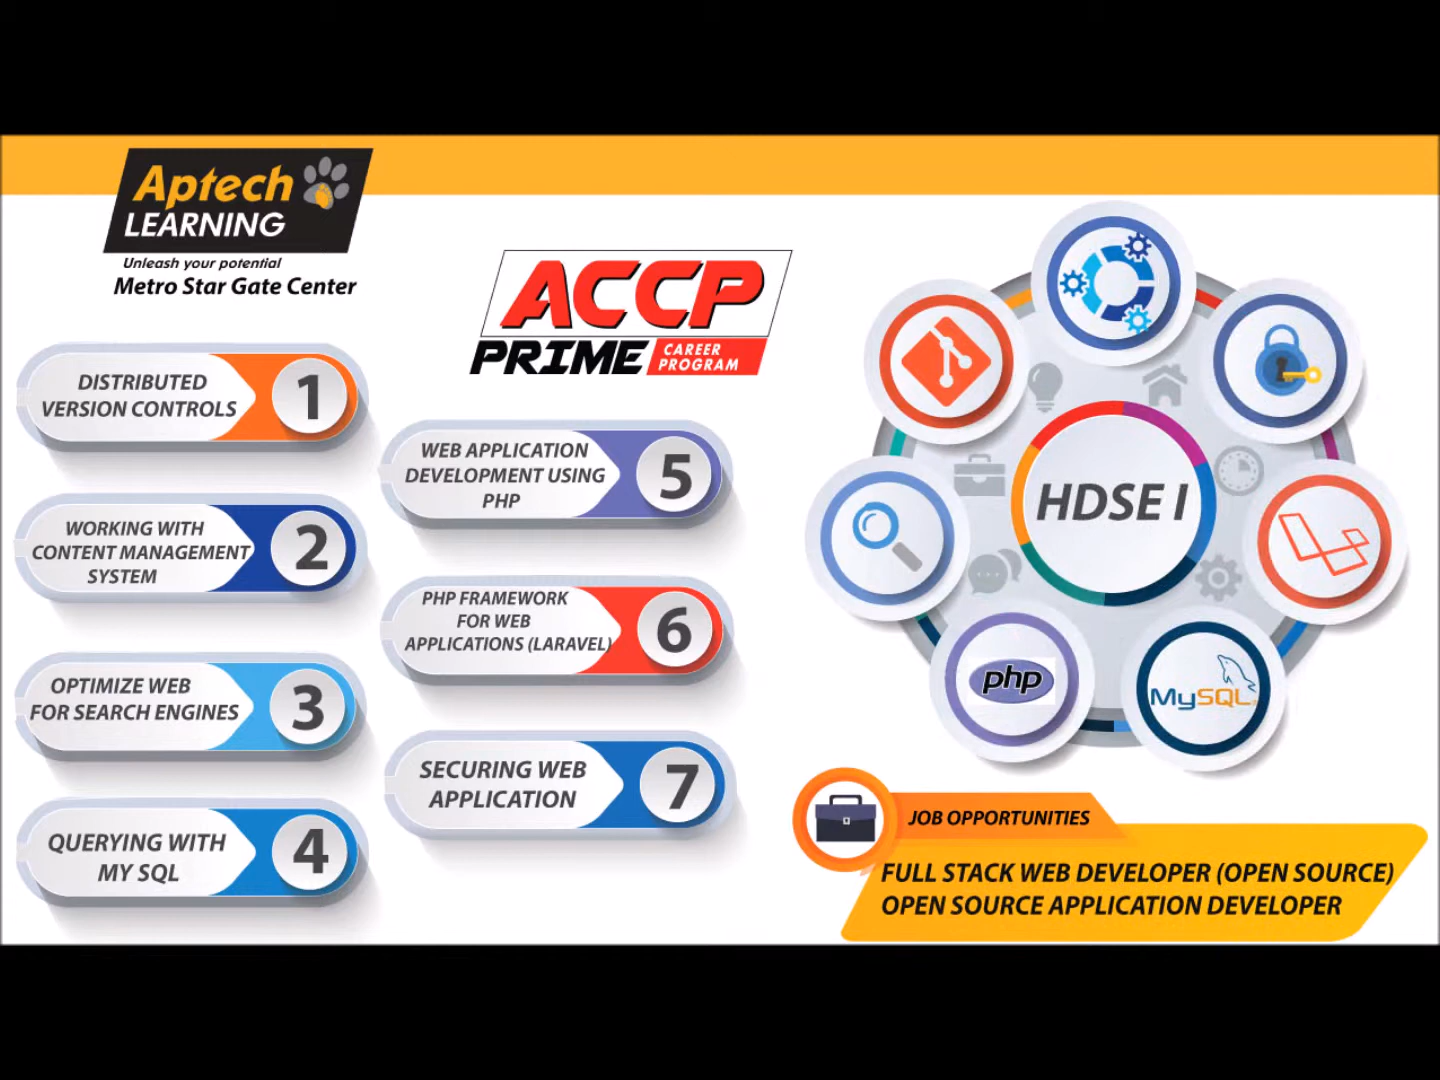 Aptech
LEARNING
Unleash your potential
Metro Star Gate Center
ACCP
PRIME CAREER
PROGRAM
DISTRIBUTED
VERSION CONTROLS
1
WORKING WITH
CONTENT MANAGEMENT
SYSTEM
2
OPTIMIZE WEB
FOR SEARCH ENGINES
3
QUERYING WITH
MY SQL
4
WEB APPLICATION
DEVELOPMENT USING
PHP
5
PHP FRAMEWORK
FOR WEB
APPLICATIONS (LARAVEL)
6
SECURING WEB
APPLICATION
7
HDSE I
php
MySQL
JOB OPPORTUNITIES
FULL STACK WEB DEVELOPER (OPEN SOURCE)
OPEN SOURCE APPLICATION DEVELOPER